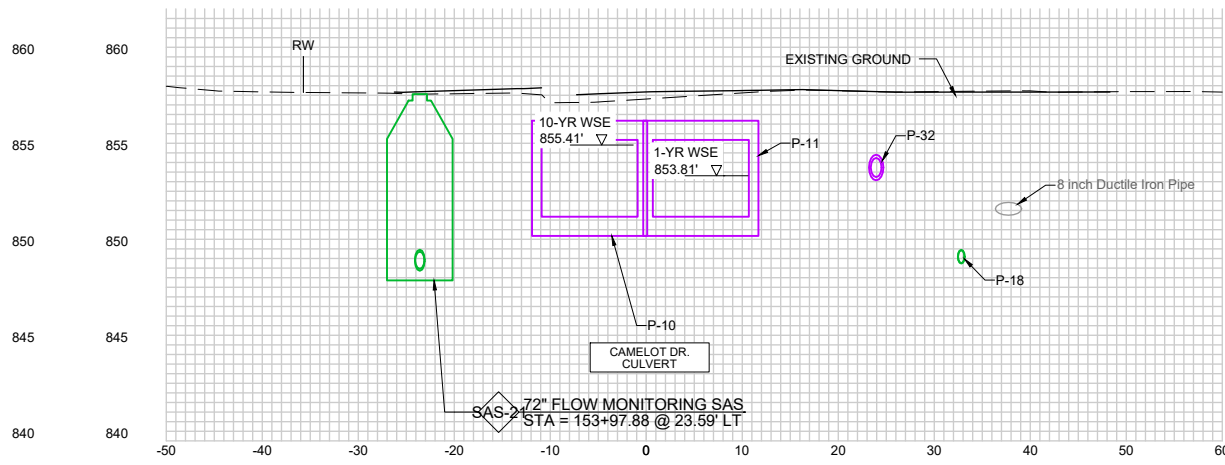 860 860
RW
EXISTING GROUND
855 855
10-YR WSE
855.41'
1-YR WSE
853.81'
P-11
P-32
8 inch Ductile Iron Pipe
850 850
P-18
845 845
P-10
CAMELOT DR.
CULVERT
SAS-21
72" FLOW MONITORING SAS
STA = 153+97.88 @ 23.59' LT
840 840
-50 -40 -30 -20 -10 0 10 20 30 40 50 60